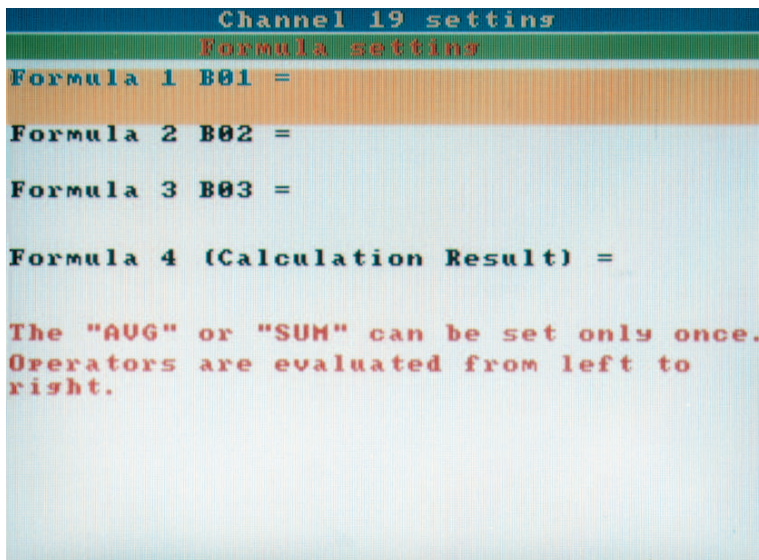 Channel 19 setting
Formula setting
Formula 1 B01 =
Formula 2 B02 =
Formula 3 B03 =
Formula 4 (Calculation Result) =
The "AVG" or "SUM" can be set only once.
Operators are evaluated from left to
right.